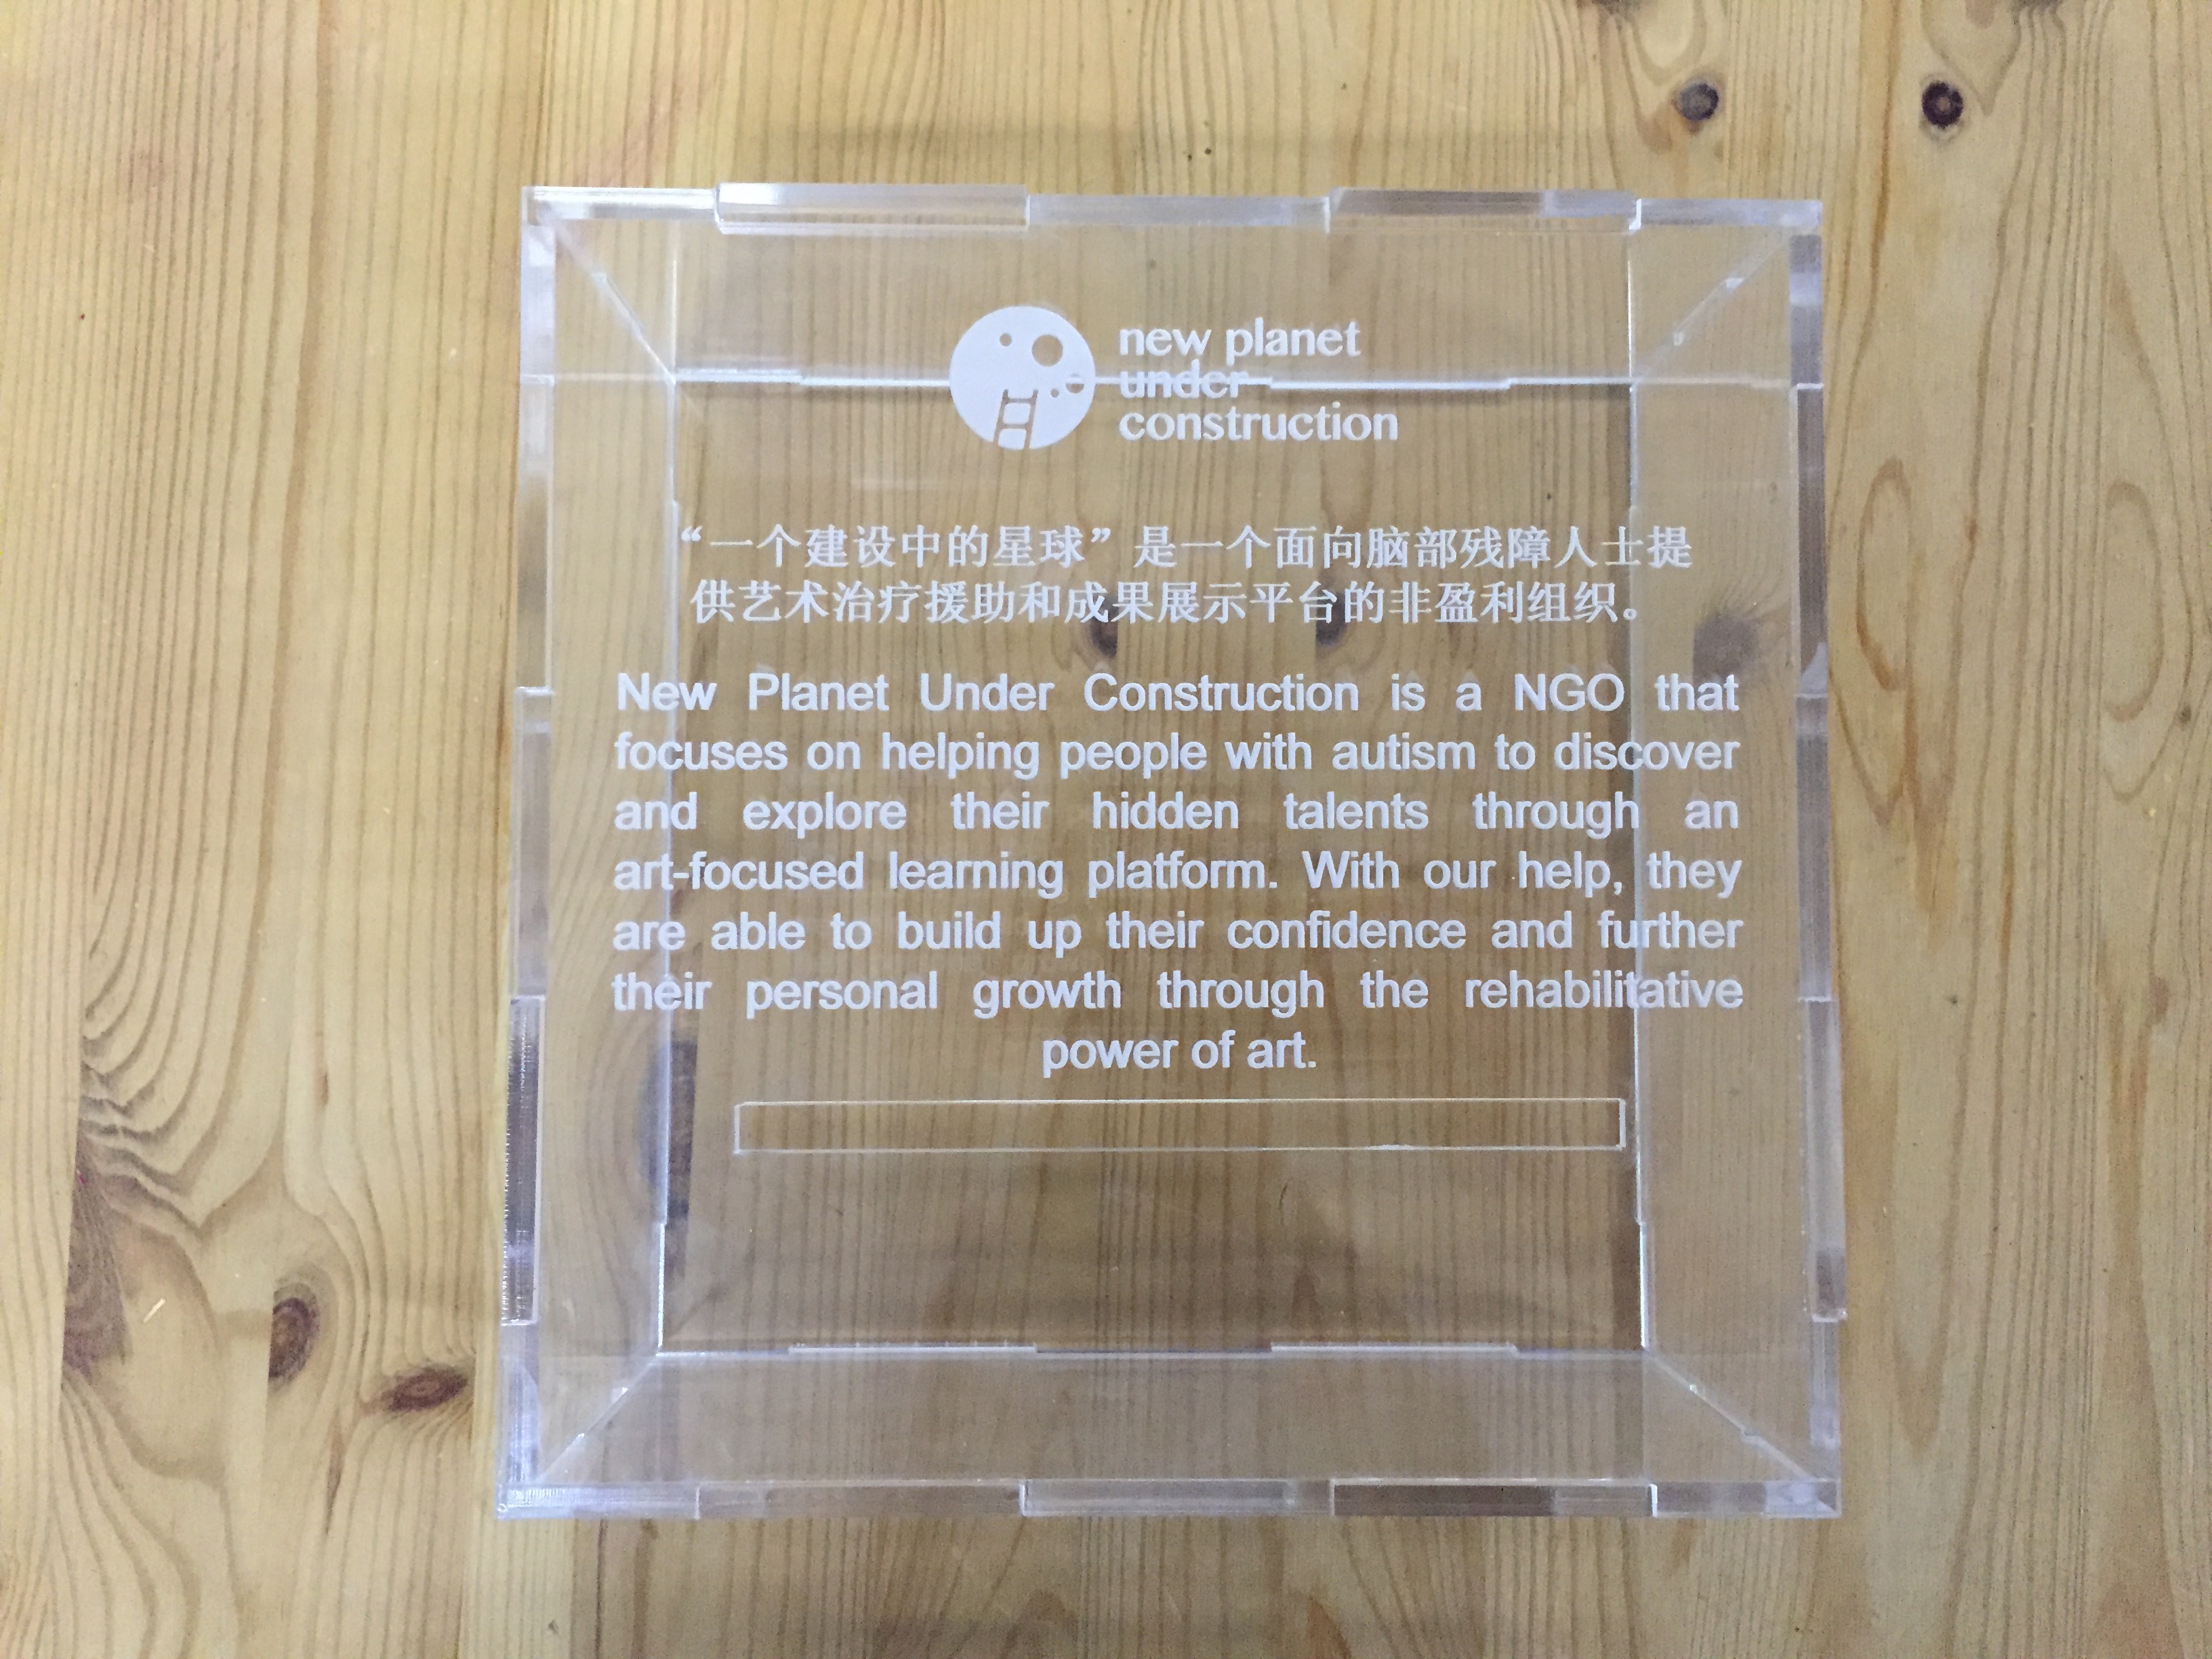 new planet
under
construction
“一个建设中的星球”是一个面向脑部残障人士提
供艺术治疗援助和成果展示平台的非盈利组织。
New Planet Under Construction is a NGO that
focuses on helping people with autism to discover
and explore their hidden talents through an
art-focused learning platform. With our help, they
are able to build up their confidence and further
their personal growth through the rehabilitative
power of art.